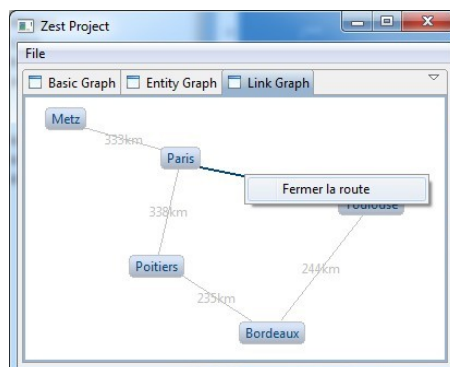 Zest Project
File
Basic Graph Entity Graph Link Graph
Metz
333km
Paris
Fermer la route
Toulouse
338km
Poitiers
244km
235km
Bordeaux